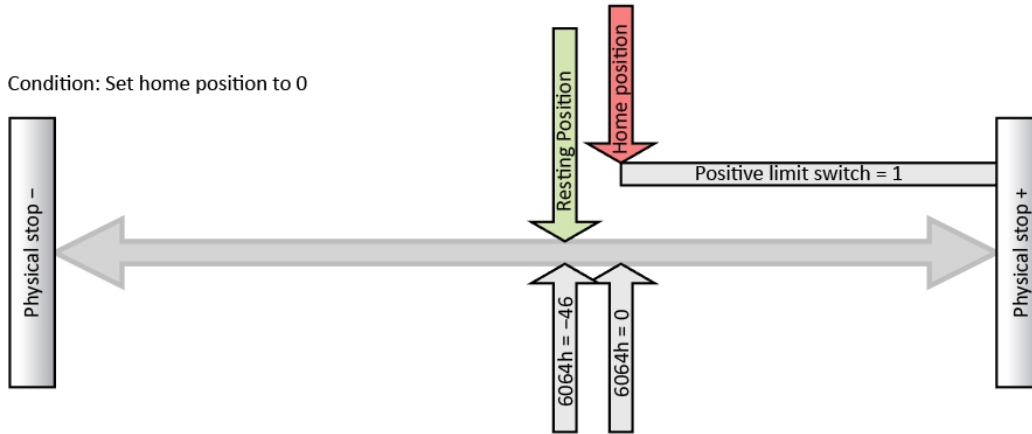 Condition: Set home position to 0
Physical stop −
Resting Position
Home position
Positive limit switch = 1
6064h = −46
6064h = 0
Physical stop +